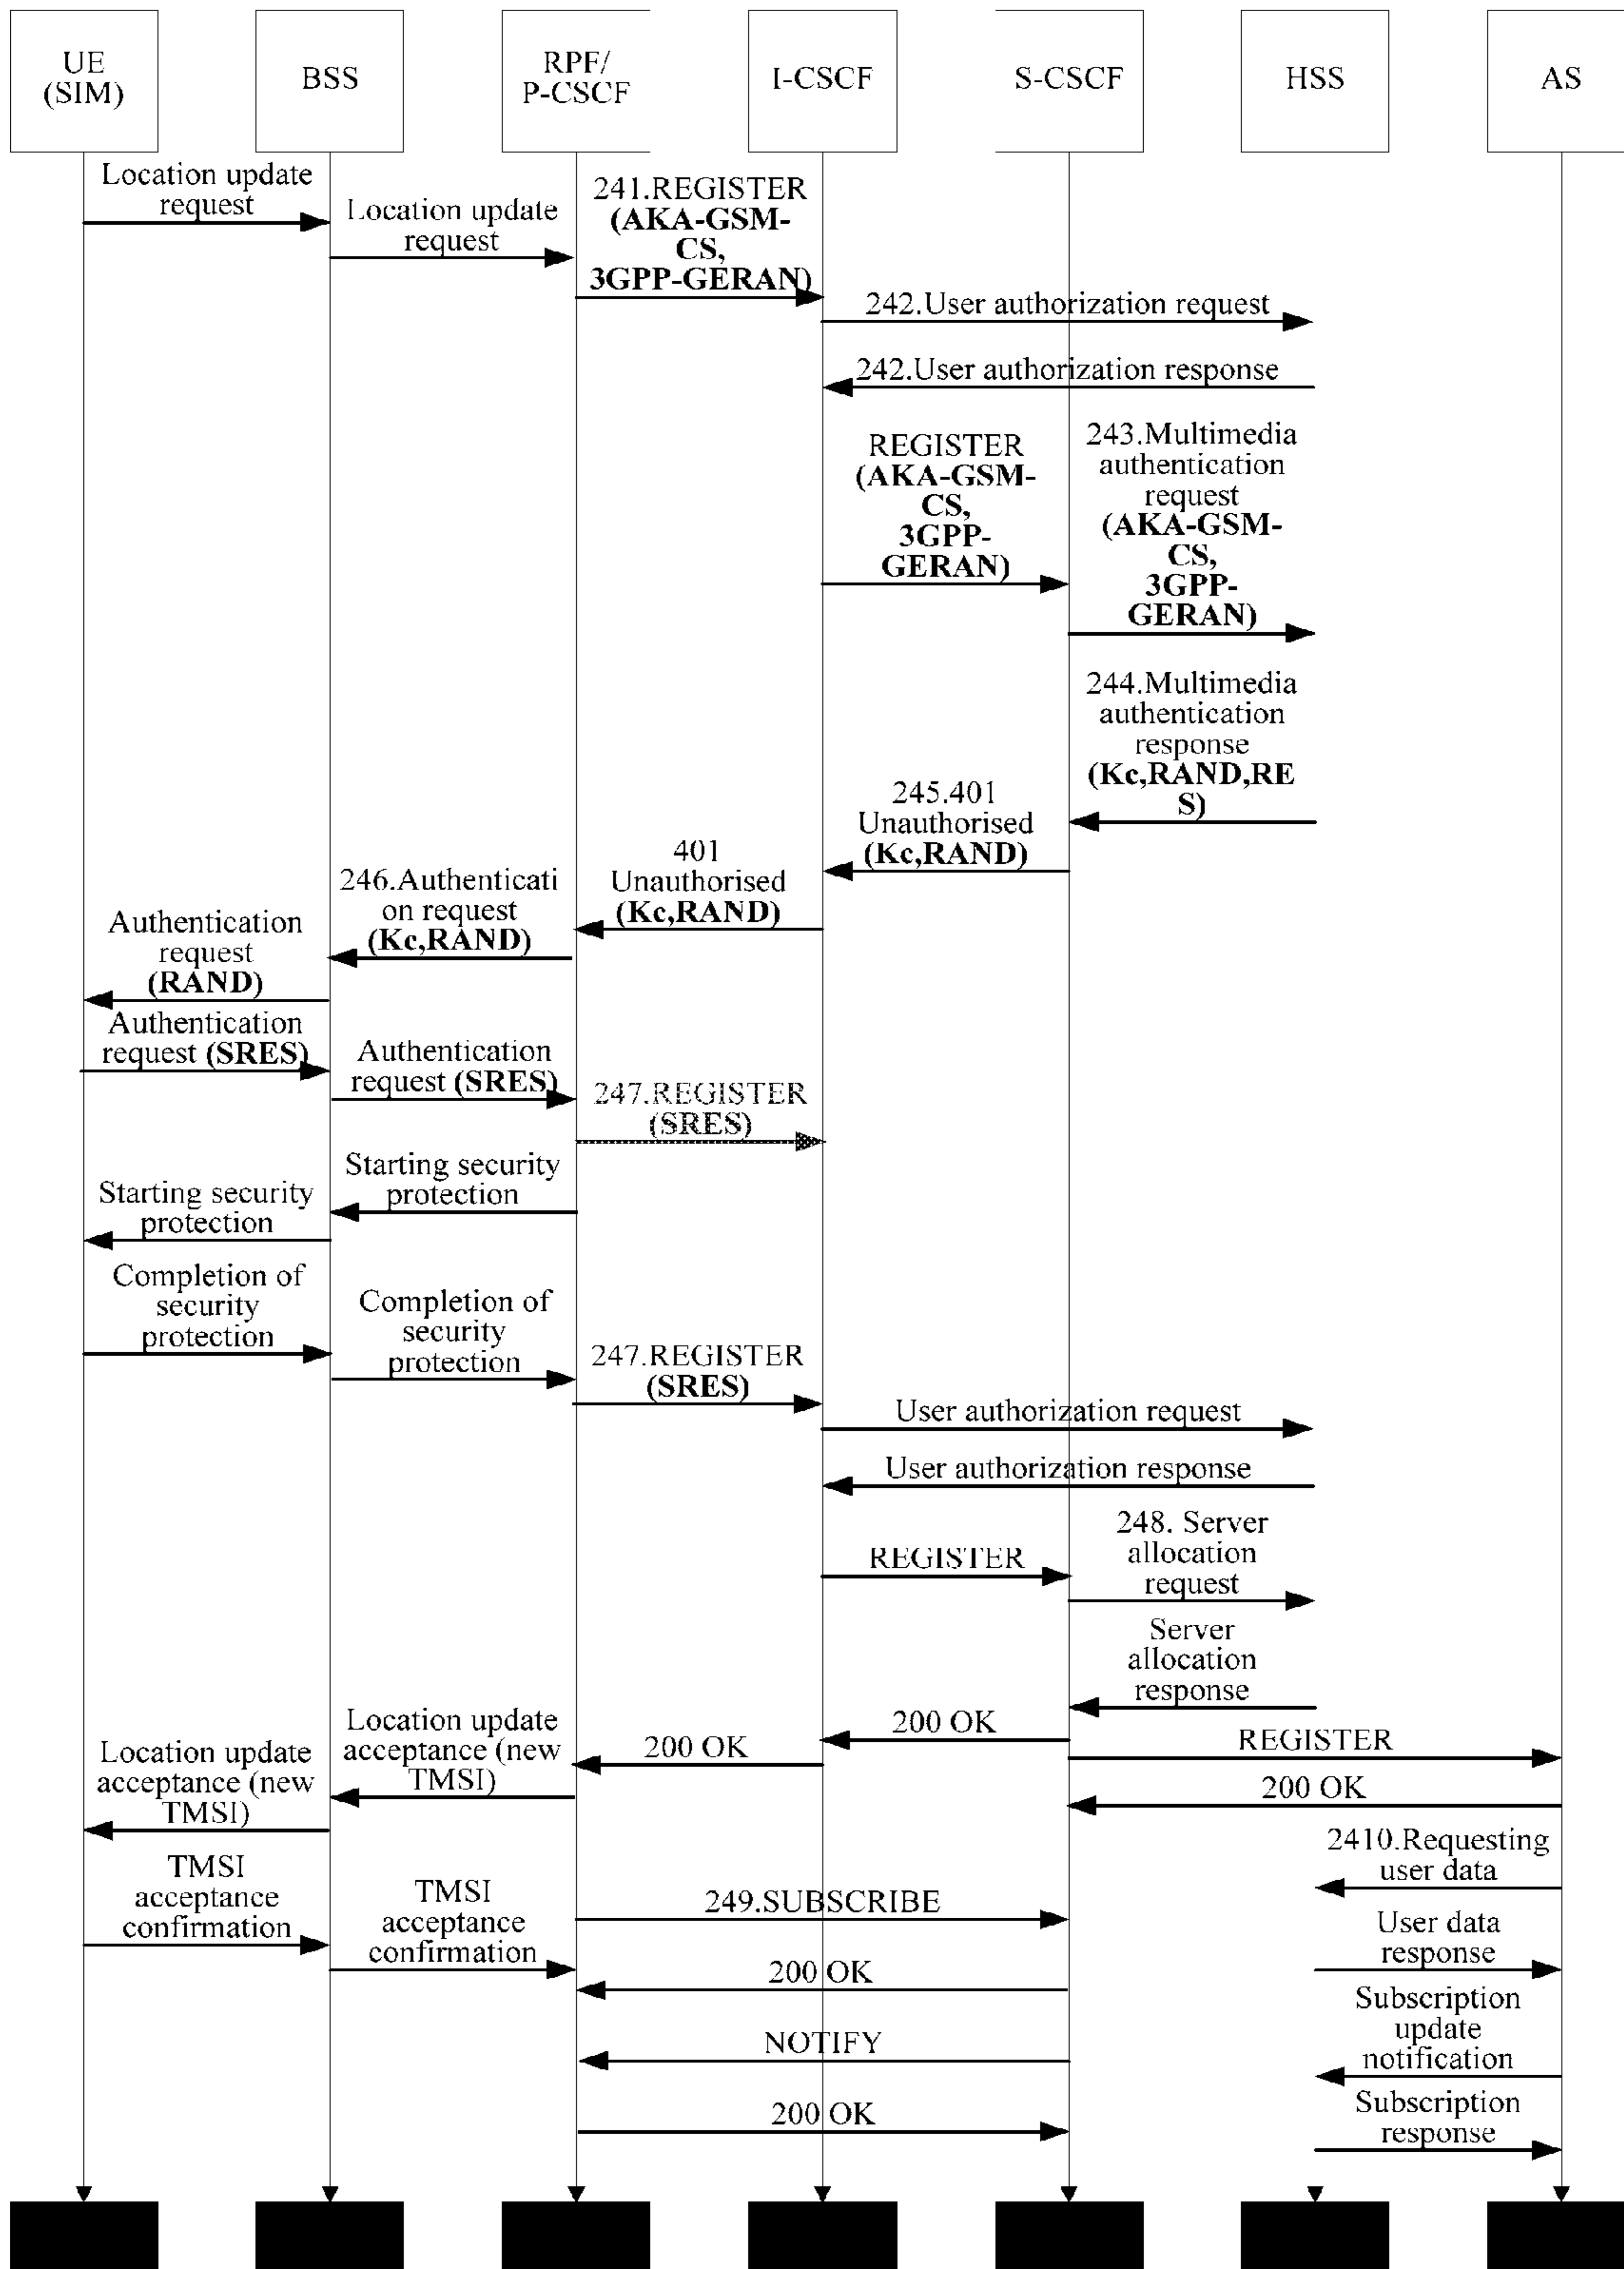 UE
(SIM)
BSS
RPF/
P-CSCF
I-CSCF
S-CSCF
HSS
AS
Location update
request
Location update
request
241.REGISTER
(AKA-GSM-
CS,
3GPP-GERAN)
242.User authorization request
242.User authorization response
REGISTER
(AKA-GSM-
CS,
3GPP-
GERAN)
243.Multimedia
authentication
request
(AKA-GSM-
CS,
3GPP-
GERAN)
244.Multimedia
authentication
response
(Kc,RAND,RE
S)
245.401
Unauthorised
(Kc,RAND)
401
Unauthorised
(Kc,RAND)
246.Authenticati
on request
(Kc,RAND)
Authentication
request
(RAND)
Authentication
request (SRES)
Authentication
request (SRES)
247.REGISTER
(SRES)
Starting security
protection
Starting security
protection
Completion of
security
protection
Completion of
security
protection
247.REGISTER
(SRES)
User authorization request
User authorization response
REGISTER
248. Server
allocation
request
Server
allocation
response
200 OK
200 OK
Location update
acceptance (new
TMSI)
Location update
acceptance (new
TMSI)
REGISTER
200 OK
TMSI
acceptance
confirmation
TMSI
acceptance
confirmation
249.SUBSCRIBE
2410.Requesting
user data
User data
response
200 OK
Subscription
update
notification
NOTIFY
200 OK
Subscription
response